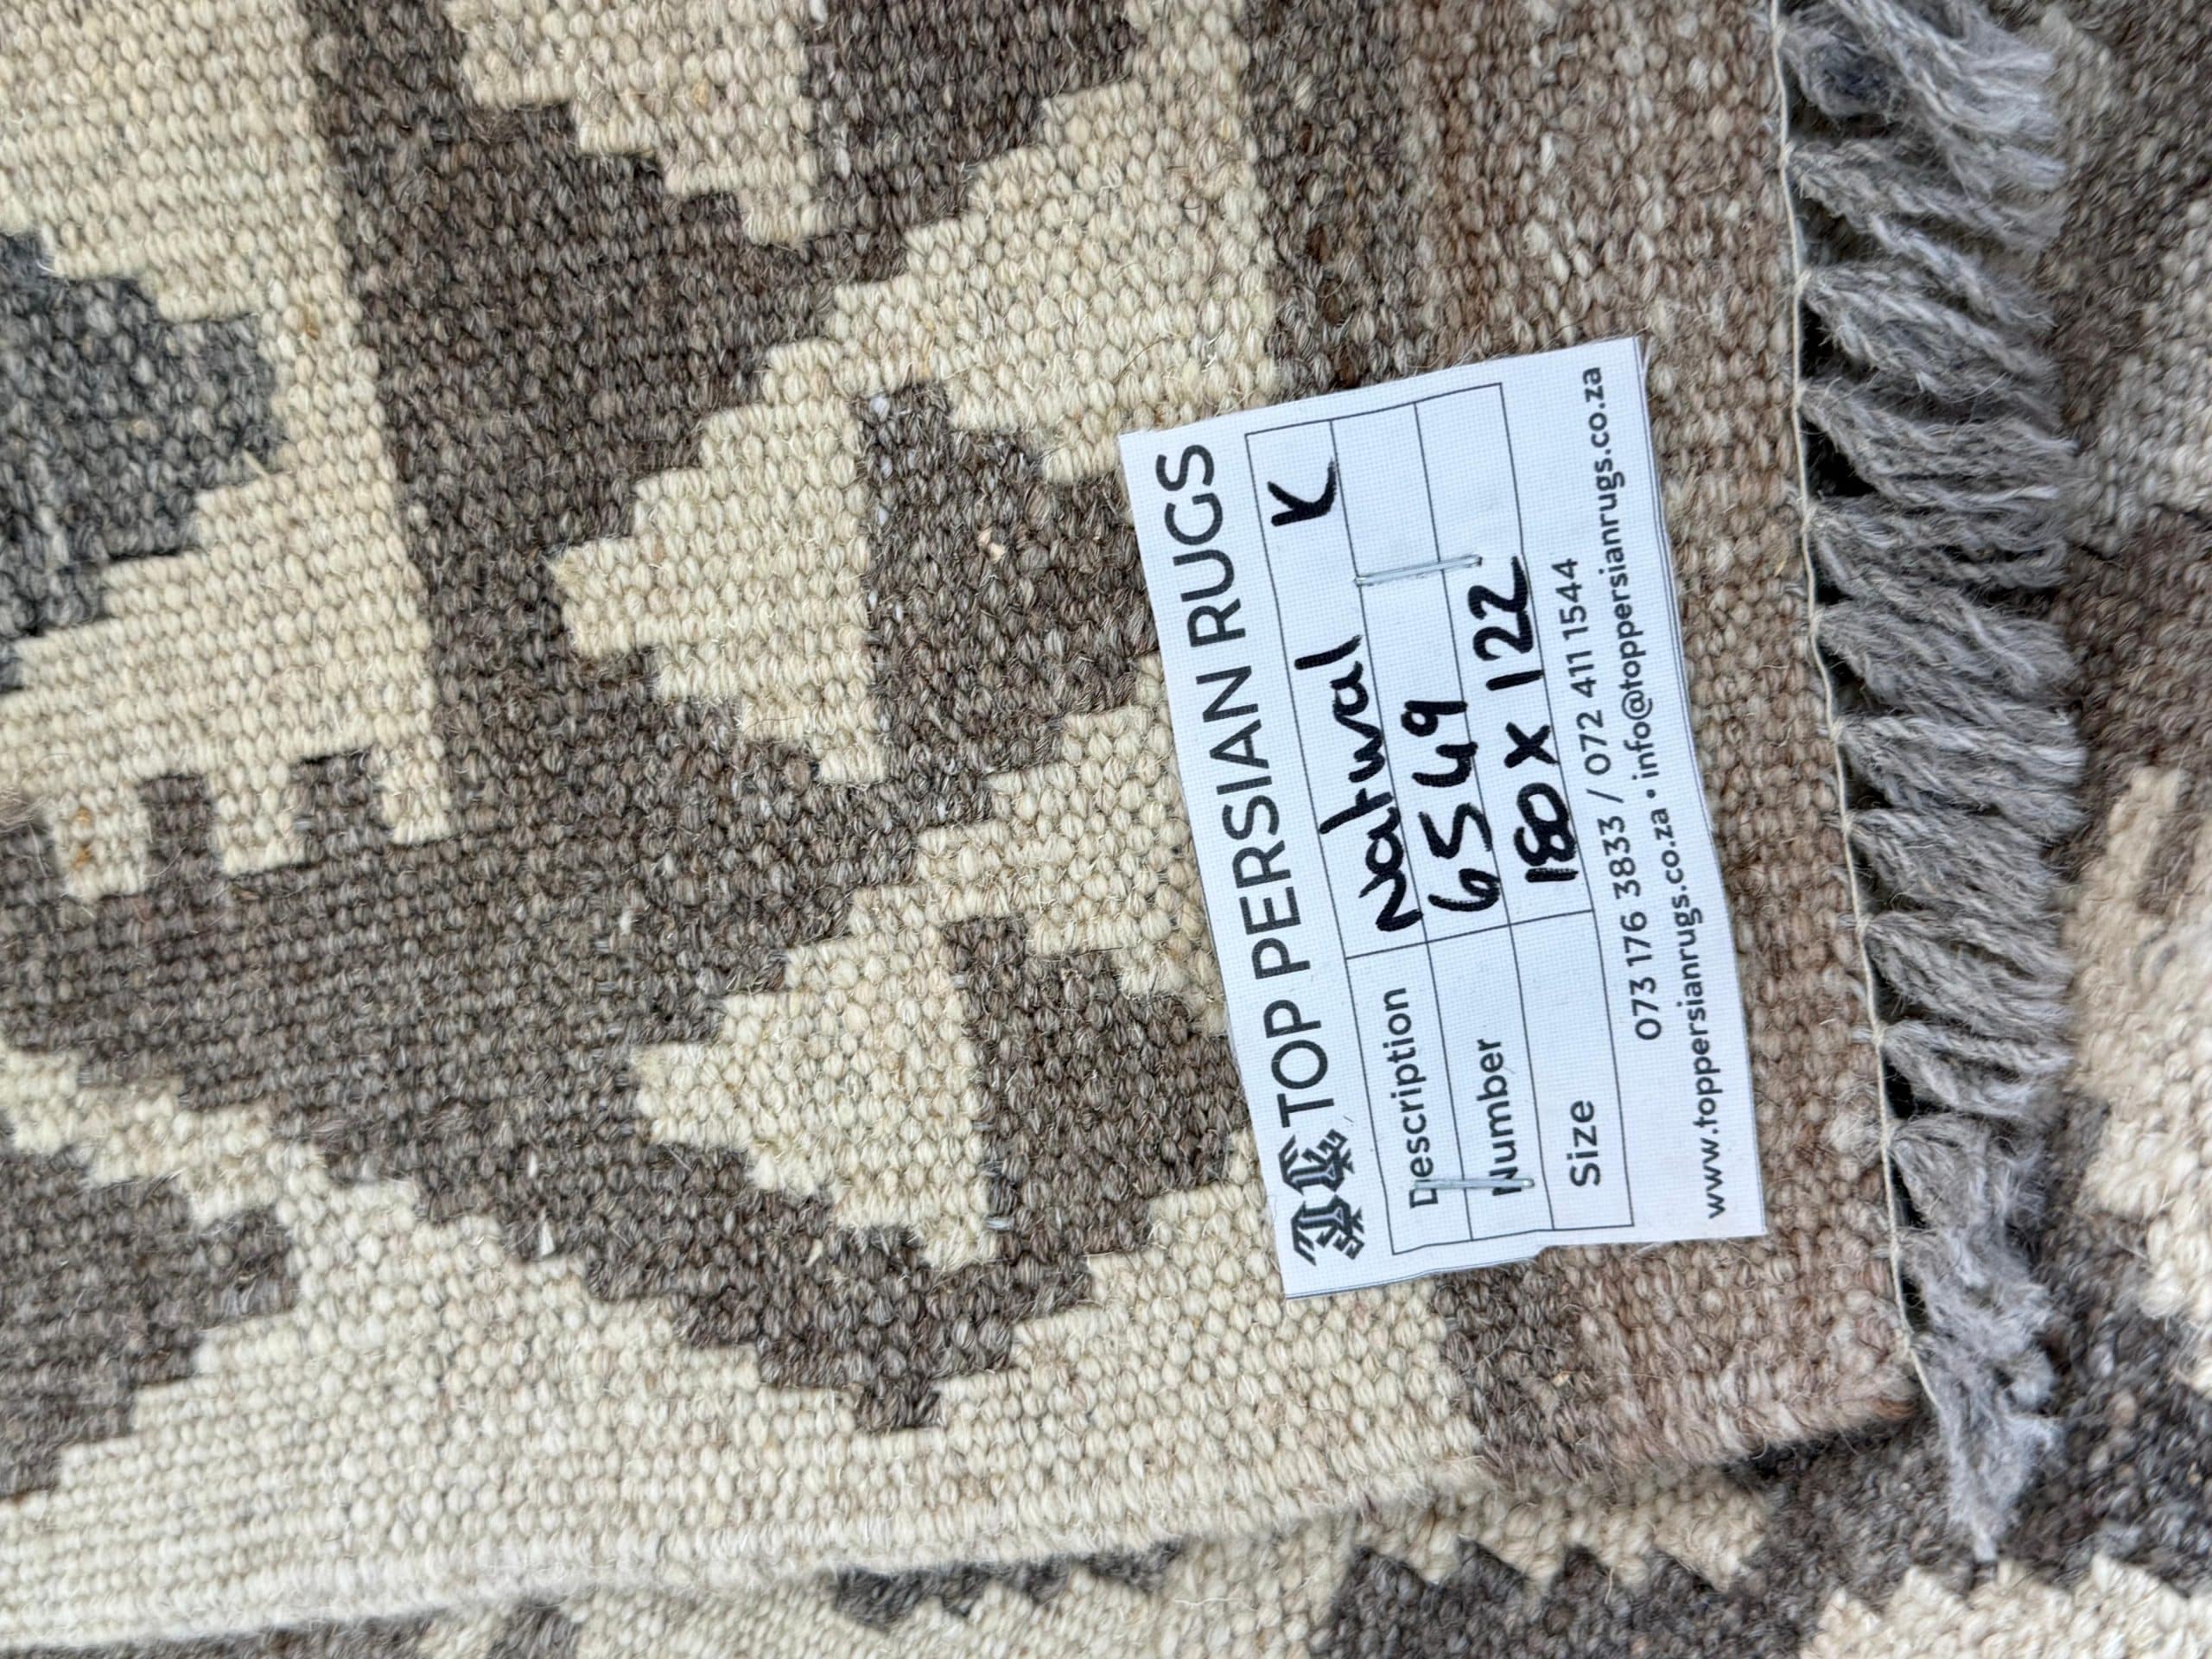 TOP PERSIAN RUGS
Description Natural K
Number 6549
Size 180 x 122
073 176 3833 / 072 411 1544
www.toppersianrugs.co.za • info@toppersianrugs.co.za